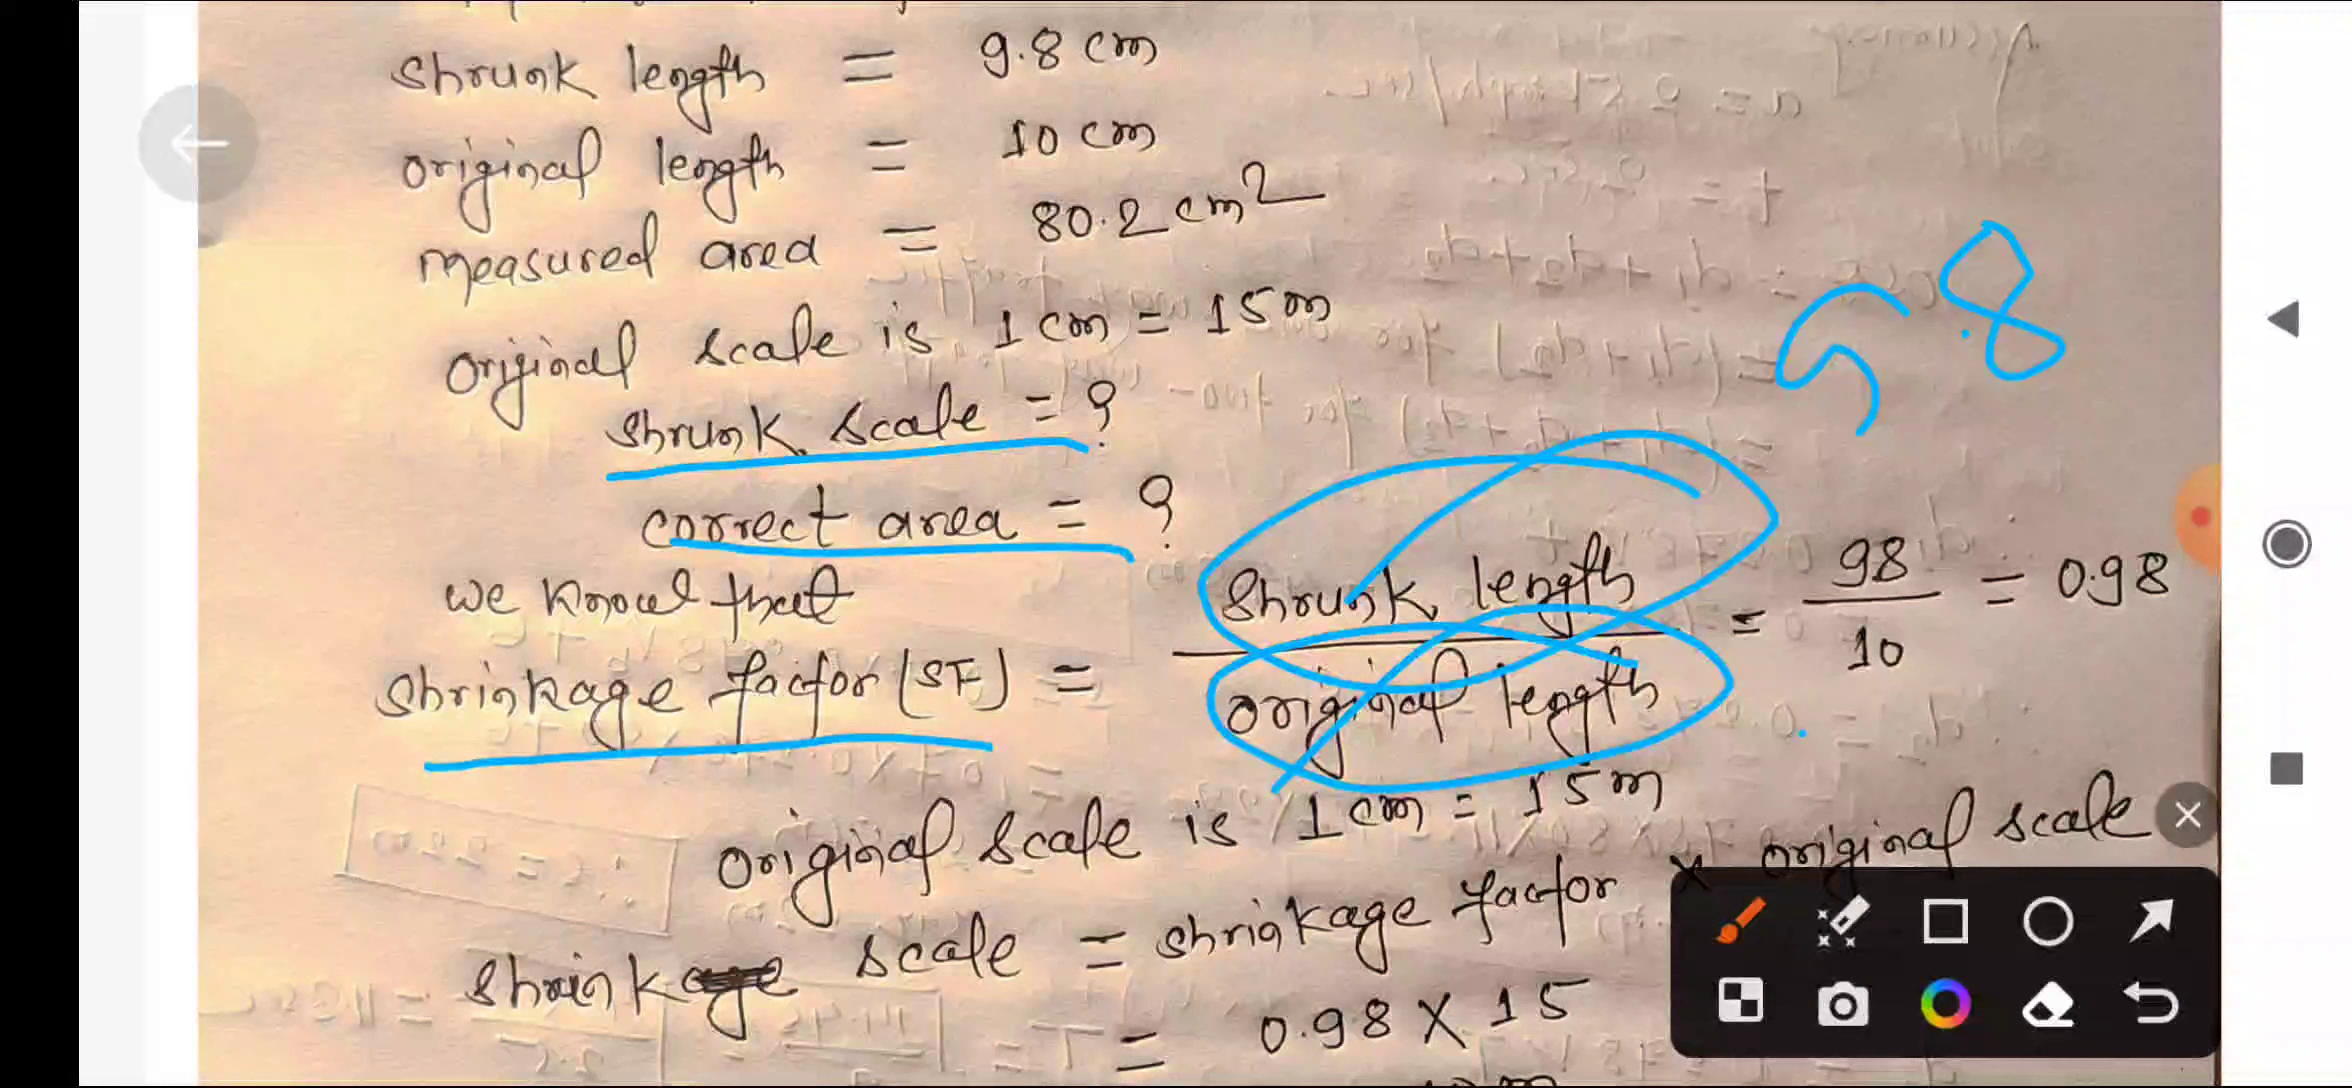 shrunk length = 9.8 cm
original length = 10 cm
measured area = 80.2 cm²
original scale is 1 cm = 15 m
shrunk scale = ?
correct area = ?
9.8
we know that
shrinkage factor (SF) = shrunk length / original length = 98 / 10 = 0.98
original scale is 1 cm = 15 m
shrinkage scale = shrinkage factor × original scale
= 0.98 × 15